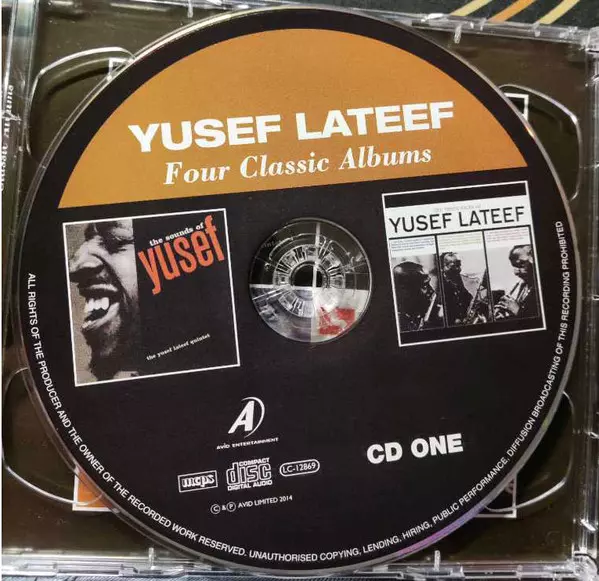 YUSEF LATEEF
Four Classic Albums
the sounds of
yusef
the yusef lateef quintet
YUSEF LATEEF
A
AVID ENTERTAINMENT
CD ONE
mcps
COMPACT
disc
DIGITAL AUDIO
LC-12869
© & ℗ AVID LIMITED 2014
ALL RIGHTS OF THE PRODUCER AND THE OWNER OF THE RECORDED WORK RESERVED. UNAUTHORISED COPYING, LENDING, HIRING, PUBLIC PERFORMANCE, DIFFUSION BROADCASTING OF THIS RECORDING PROHIBITED